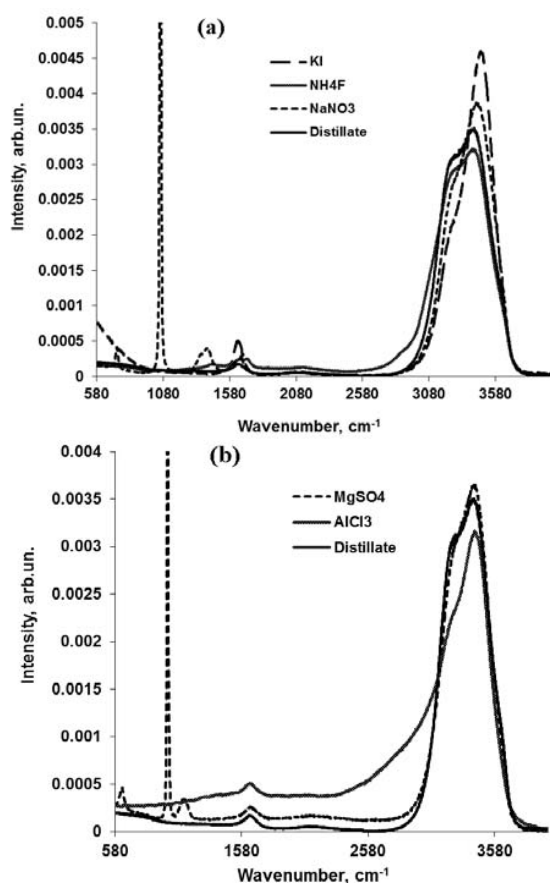 (a)
0.005
0.0045
0.004
0.0035
0.003
0.0025
0.002
0.0015
0.001
0.0005
0
Intensity, arb.un.
KI
NH4F
NaNO3
Distillate
580 1080 1580 2080 2580 3080 3580
Wavenumber, cm-1
(b)
0.004
0.0035
0.003
0.0025
0.002
0.0015
0.001
0.0005
0
Intensity, arb.un.
MgSO4
AlCl3
Distillate
580 1580 2580 3580
Wavenumber, cm-1